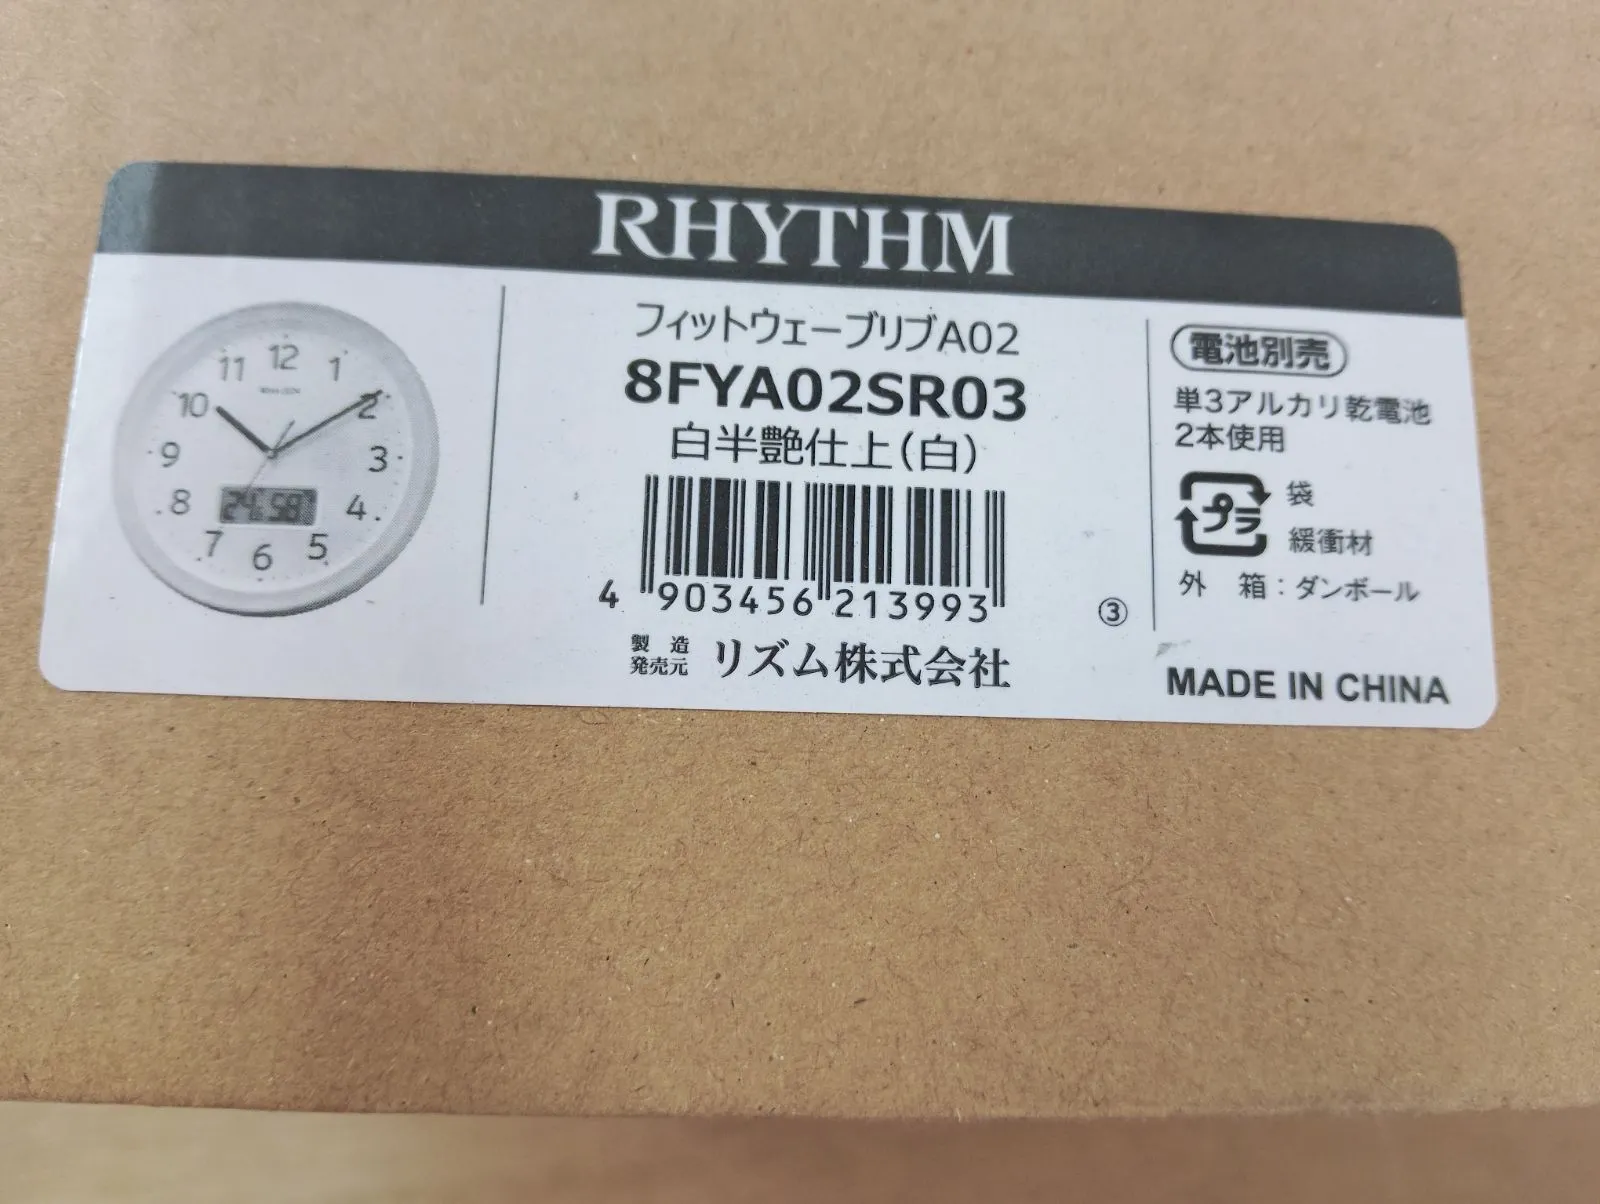 RHYTHM
11 12 1
10 2
9 3
8 4
7 6 5
フィットウェーブリブA02
8FYA02SR03
白半艶仕上(白)
4 903456 213993
製造
発売元 リズム株式会社
③
電池別売
単3アルカリ乾電池
2本使用
プラ 袋
緩衝材
外 箱:ダンボール
MADE IN CHINA